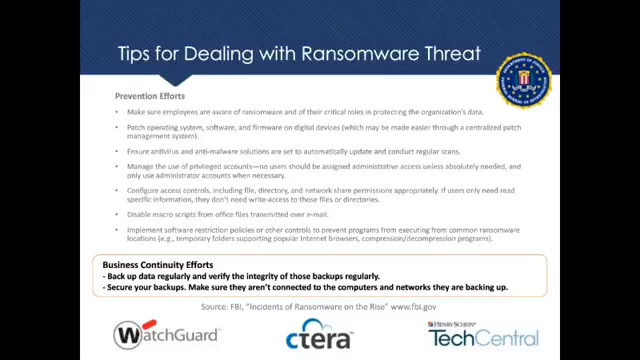 Tips for Dealing with Ransomware Threat
Prevention Efforts
• Make sure employees are aware of ransomware and of their critical roles in protecting the organization's data.
• Patch operating system, software, and firmware on digital devices (which may be made easier through a centralized patch
management system).
• Ensure antivirus and anti-malware solutions are set to automatically update and conduct regular scans.
• Manage the use of privileged accounts—no users should be assigned administrative access unless absolutely needed, and
only use administrator accounts when necessary.
• Configure access controls, including file, directory, and network share permissions appropriately. If users only need read
specific information, they don't need write-access to those files or directories.
• Disable macro scripts from office files transmitted over e-mail.
• Implement software restriction policies or other controls to prevent programs from executing from common ransomware
locations (e.g., temporary folders supporting popular Internet browsers, compression/decompression programs).
Business Continuity Efforts
- Back up data regularly and verify the integrity of those backups regularly.
- Secure your backups. Make sure they aren't connected to the computers and networks they are backing up.
Source: FBI, "Incidents of Ransomware on the Rise" www.fbi.gov
WatchGuard
ctera
HENRY SCHEIN
TechCentral